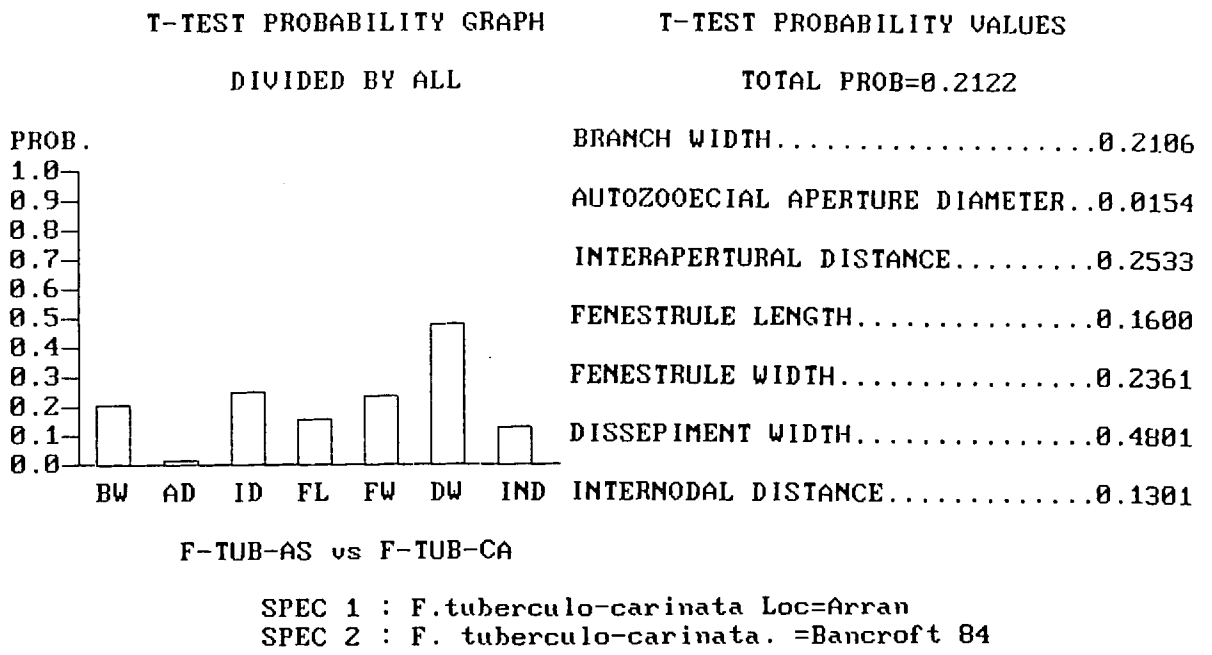 T-TEST PROBABILITY GRAPH
DIVIDED BY ALL
PROB.
1.0
0.9
0.8
0.7
0.6
0.5
0.4
0.3
0.2
0.1
0.0
BW AD ID FL FW DW IND
F-TUB-AS vs F-TUB-CA
T-TEST PROBABILITY VALUES
TOTAL PROB=0.2122
BRANCH WIDTH....................0.2106
AUTOZOOECIAL APERTURE DIAMETER..0.0154
INTERAPERTURAL DISTANCE.........0.2533
FENESTRULE LENGTH...............0.1600
FENESTRULE WIDTH................0.2361
DISSEPIMENT WIDTH...............0.4801
INTERNODAL DISTANCE.............0.1301
SPEC 1 : F.tuberculo-carinata Loc=Arran
SPEC 2 : F. tuberculo-carinata. =Bancroft 84